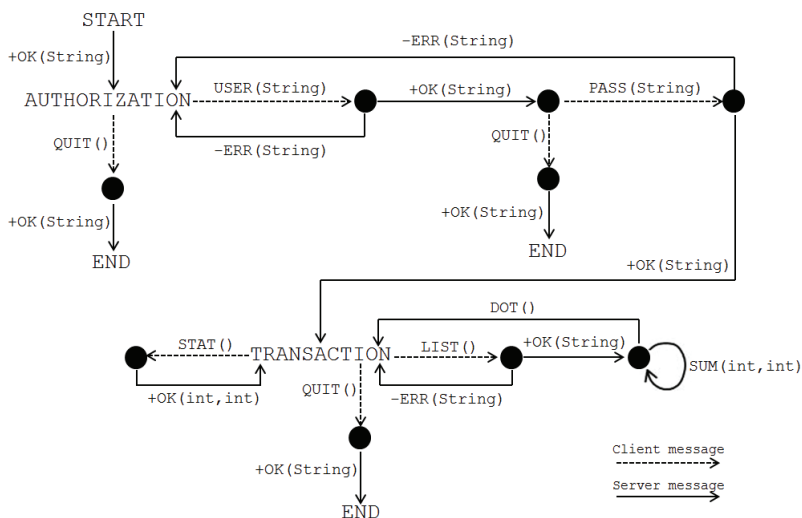 START
-ERR(String)
+OK(String)
USER(String)
+OK(String)
PASS(String)
AUTHORIZATION
QUIT()
QUIT()
-ERR(String)
+OK(String)
+OK(String)
END
END
+OK(String)
DOT()
STAT()
TRANSACTION
LIST()
+OK(String)
SUM(int,int)
+OK(int,int)
QUIT()
-ERR(String)
Client message
+OK(String)
Server message
END